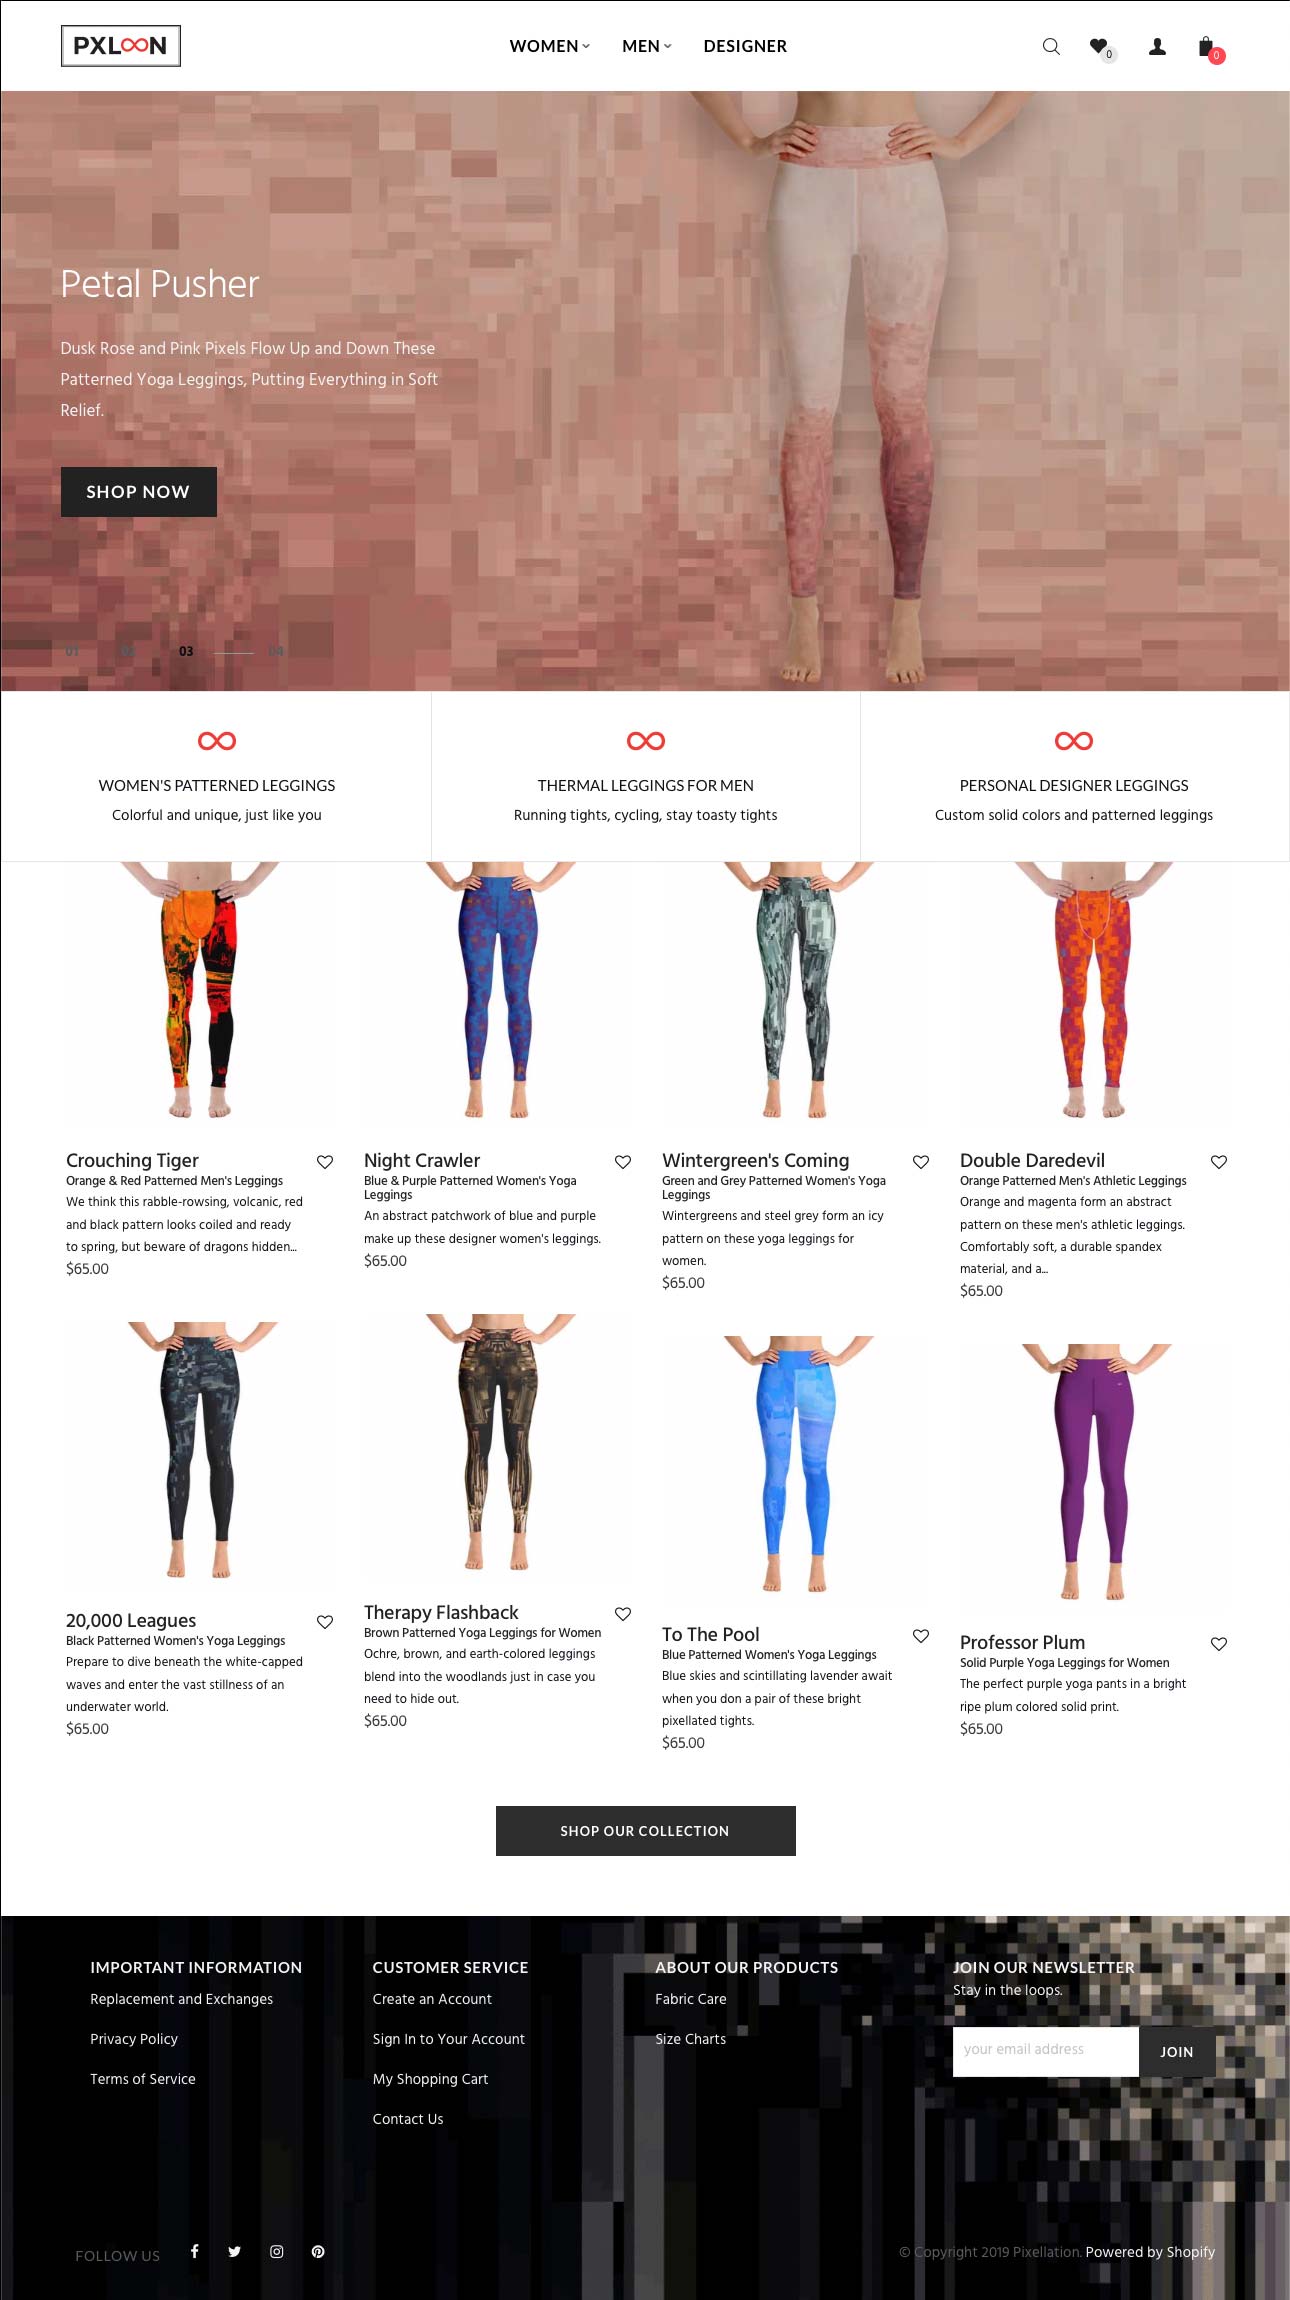 PXLOON
WOMEN
MEN
DESIGNER
0
0
Petal Pusher
Dusk Rose and Pink Pixels Flow Up and Down These
Patterned Yoga Leggings, Putting Everything in Soft
Relief.
SHOP NOW
01
02
03
04
WOMEN'S PATTERNED LEGGINGS
Colorful and unique, just like you
THERMAL LEGGINGS FOR MEN
Running tights, cycling, stay toasty tights
PERSONAL DESIGNER LEGGINGS
Custom solid colors and patterned leggings
Crouching Tiger
Orange & Red Patterned Men's Leggings
We think this rabble-rowsing, volcanic, red
and black pattern looks coiled and ready
to spring, but beware of dragons hidden...
$65.00
Night Crawler
Blue & Purple Patterned Women's Yoga
Leggings
An abstract patchwork of blue and purple
make up these designer women's leggings.
$65.00
Wintergreen's Coming
Green and Grey Patterned Women's Yoga
Leggings
Wintergreens and steel grey form an icy
pattern on these yoga leggings for
women.
$65.00
Double Daredevil
Orange Patterned Men's Athletic Leggings
Orange and magenta form an abstract
pattern on these men's athletic leggings.
Comfortably soft, a durable spandex
material, and a...
$65.00
20,000 Leagues
Black Patterned Women's Yoga Leggings
Prepare to dive beneath the white-capped
waves and enter the vast stillness of an
underwater world.
$65.00
Therapy Flashback
Brown Patterned Yoga Leggings for Women
Ochre, brown, and earth-colored leggings
blend into the woodlands just in case you
need to hide out.
$65.00
To The Pool
Blue Patterned Women's Yoga Leggings
Blue skies and scintillating lavender await
when you don a pair of these bright
pixellated tights.
$65.00
Professor Plum
Solid Purple Yoga Leggings for Women
The perfect purple yoga pants in a bright
ripe plum colored solid print.
$65.00
SHOP OUR COLLECTION
IMPORTANT INFORMATION
Replacement and Exchanges
Privacy Policy
Terms of Service
CUSTOMER SERVICE
Create an Account
Sign In to Your Account
My Shopping Cart
Contact Us
ABOUT OUR PRODUCTS
Fabric Care
Size Charts
JOIN OUR NEWSLETTER
Stay in the loops.
your email address
JOIN
FOLLOW US
© Copyright 2019 Pixellation. Powered by Shopify